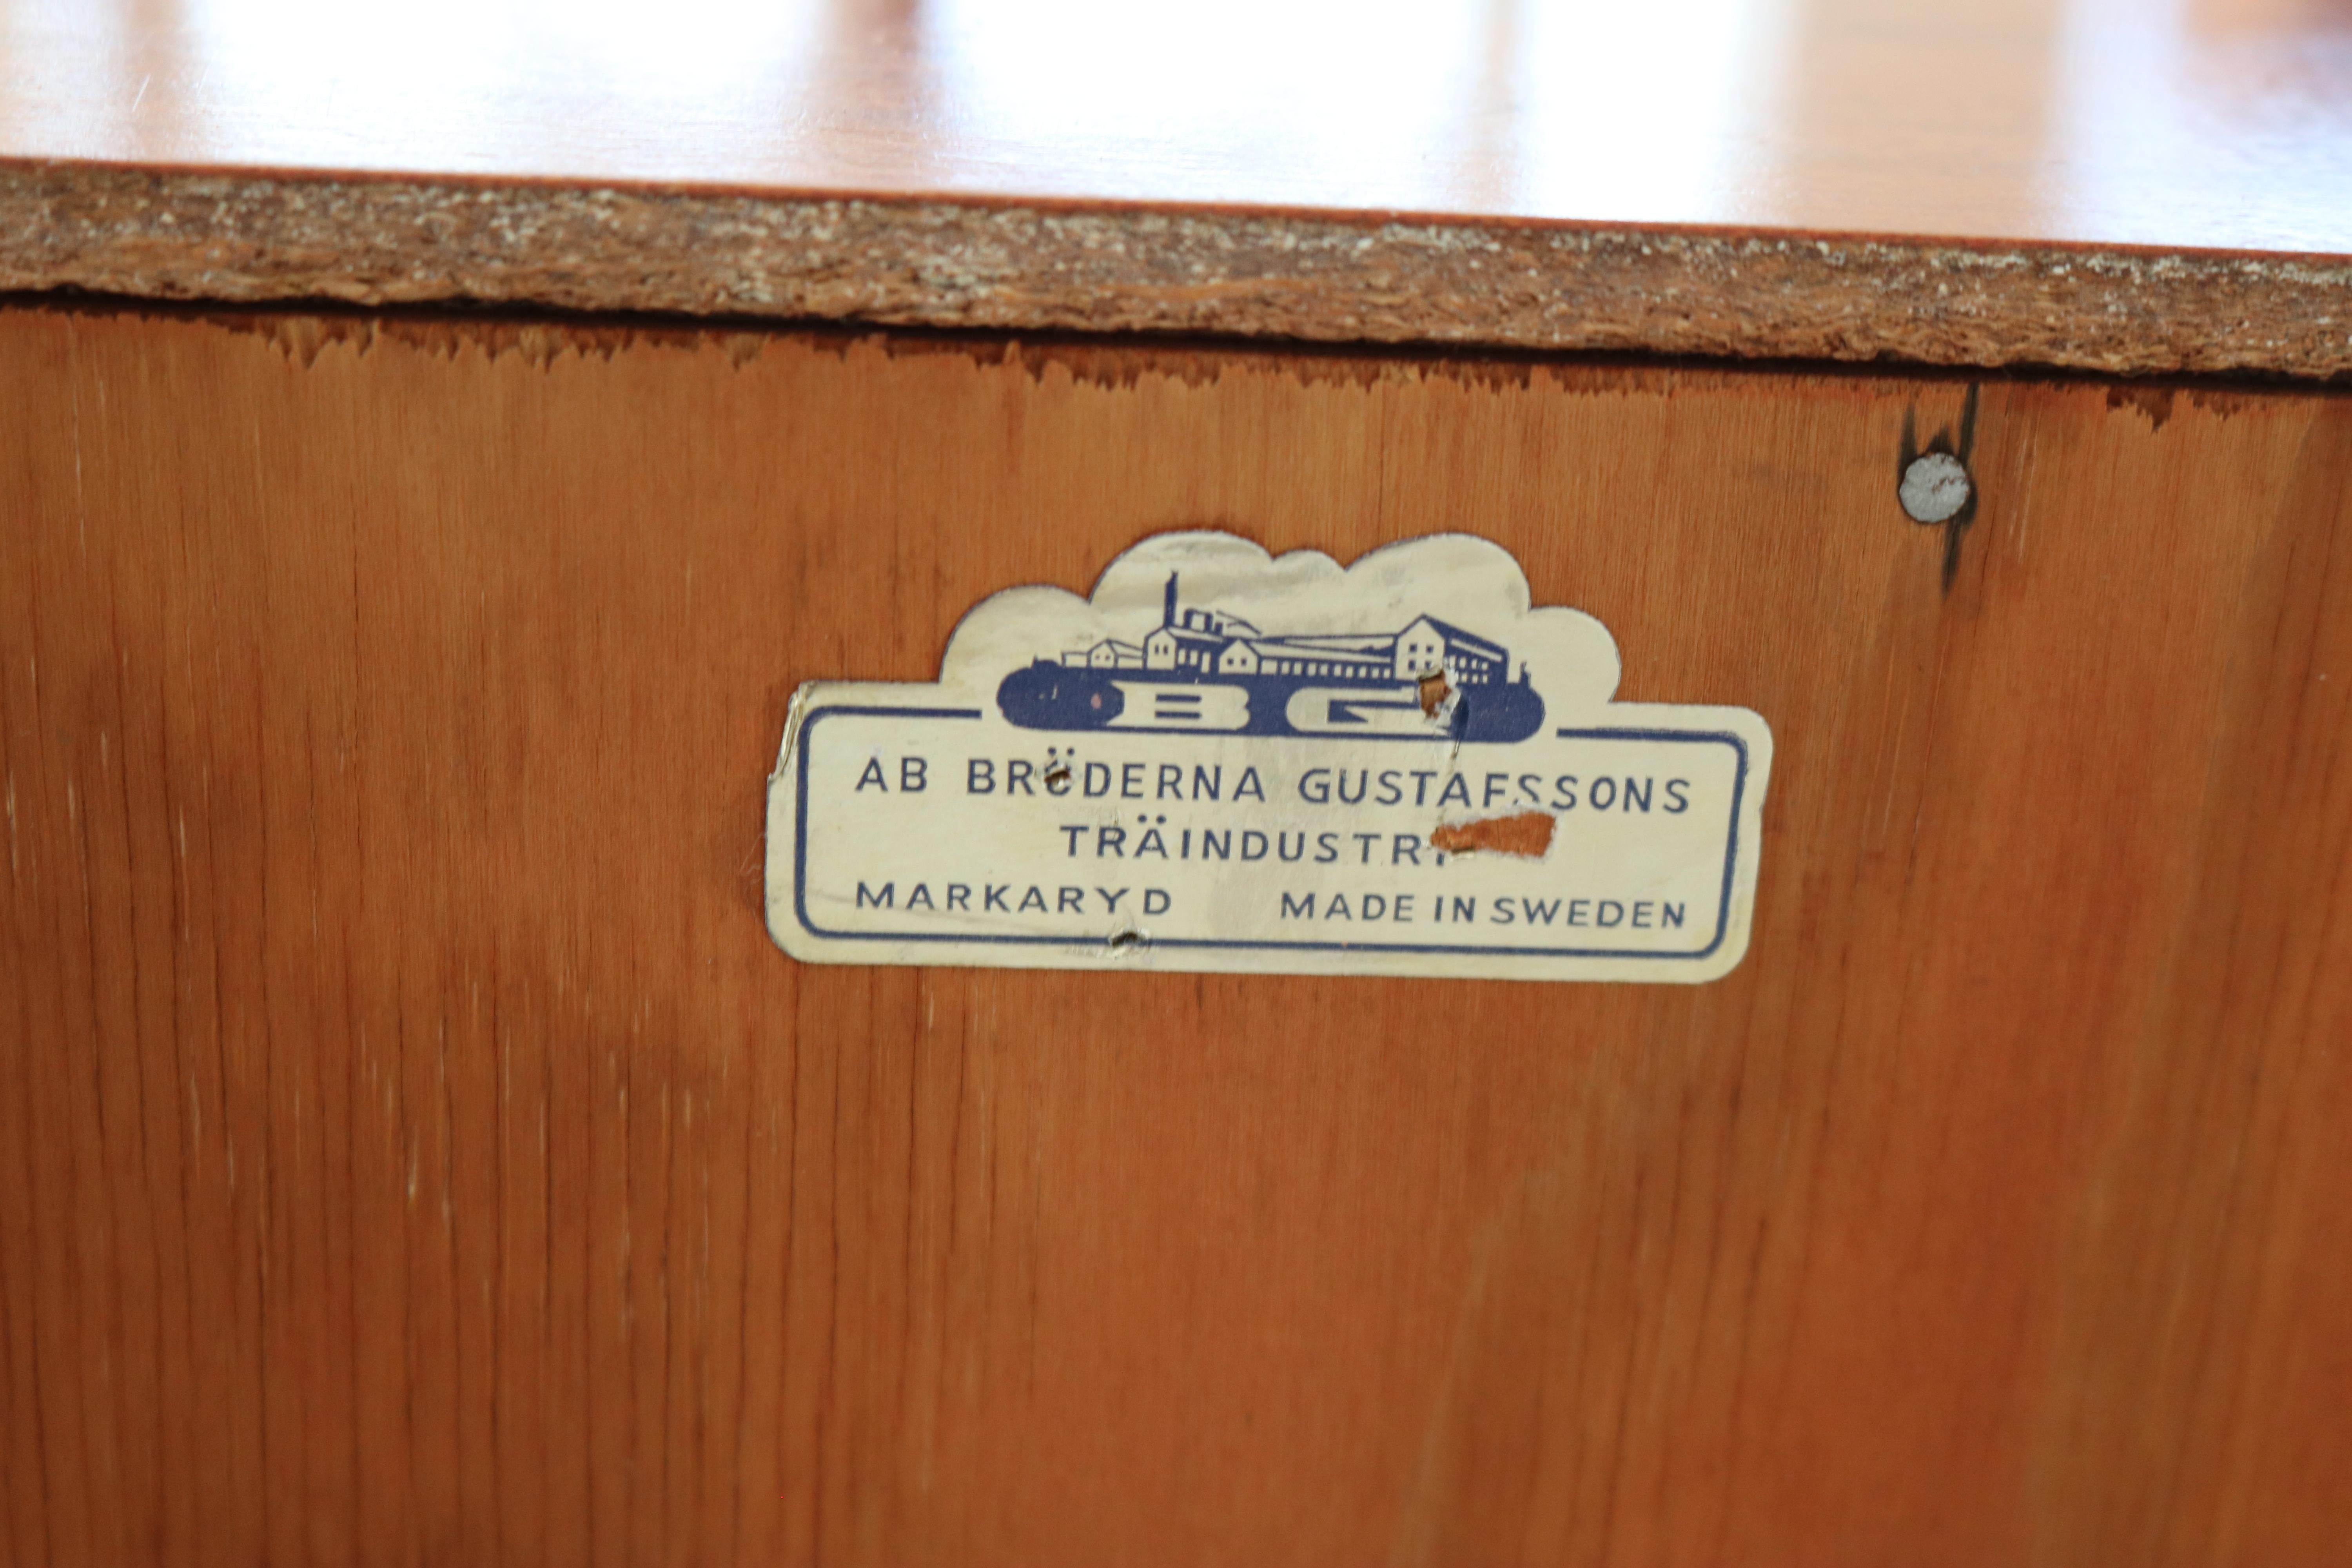 BG
AB BRÖDERNA GUSTAFSSONS
TRÄINDUSTRI
MARKARYD MADE IN SWEDEN